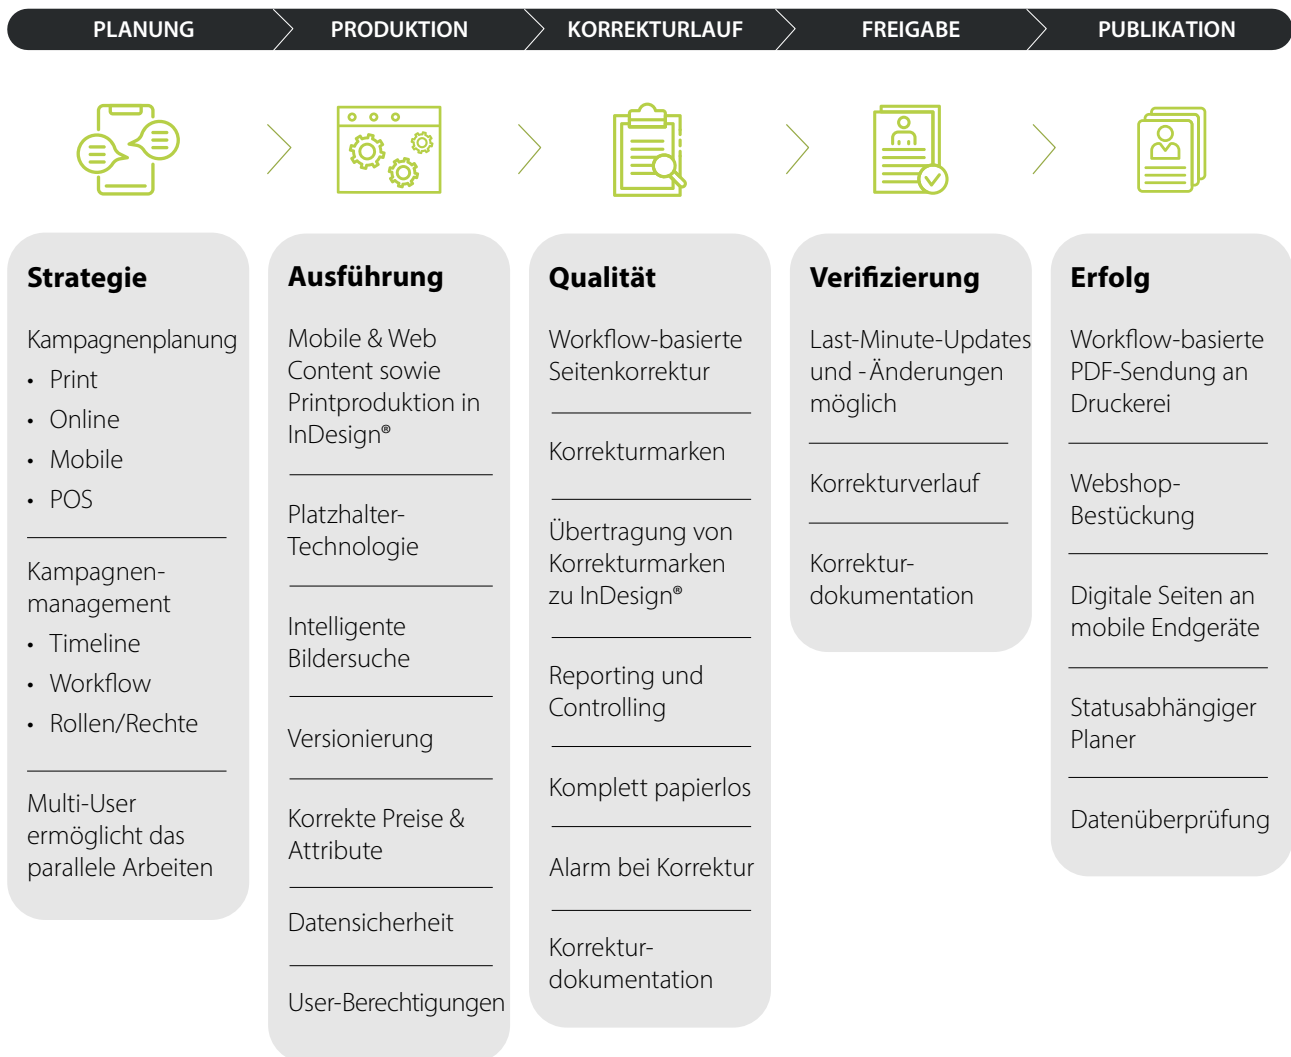 PLANUNG
PRODUKTION
KORREKTURLAUF
FREIGABE
PUBLIKATION
Strategie
Kampagnenplanung
• Print
• Online
• Mobile
• POS
Kampagnen-
management
• Timeline
• Workflow
• Rollen/Rechte
Multi-User
ermöglicht das
parallele Arbeiten
Ausführung
Mobile & Web
Content sowie
Printproduktion in
InDesign®
Platzhalter-
Technologie
Intelligente
Bildersuche
Versionierung
Korrekte Preise &
Attribute
Datensicherheit
User-Berechtigungen
Qualität
Workflow-basierte
Seitenkorrektur
Korrekturmarken
Übertragung von
Korrekturmarken
zu InDesign®
Reporting und
Controlling
Komplett papierlos
Alarm bei Korrektur
Korrektur-
dokumentation
Verifizierung
Last-Minute-Updates
und -Änderungen
möglich
Korrekturverlauf
Korrektur-
dokumentation
Erfolg
Workflow-basierte
PDF-Sendung an
Druckerei
Webshop-
Bestückung
Digitale Seiten an
mobile Endgeräte
Statusabhängiger
Planer
Datenüberprüfung